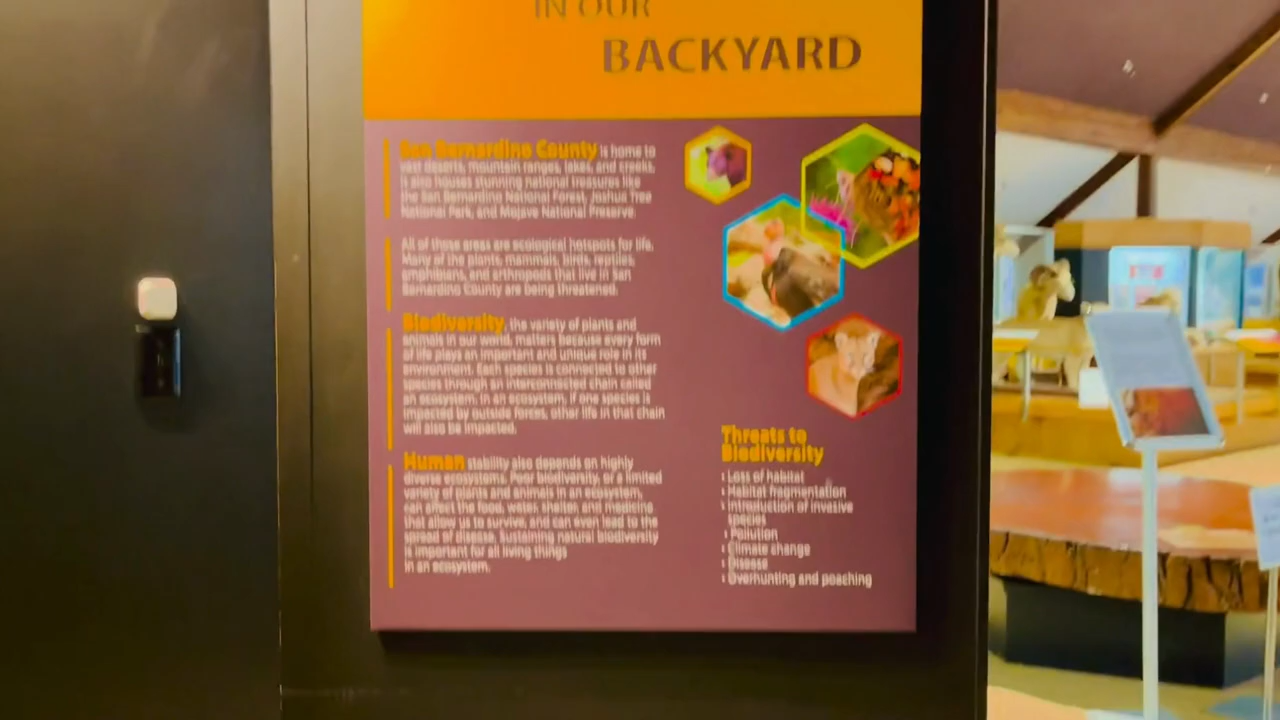 IN OUR
BACKYARD
San Bernardino County is home to
vast deserts, mountain ranges, lakes, and creeks.
It also houses stunning national treasures like
the San Bernardino National Forest, Joshua Tree
National Park, and Mojave National Preserve.
All of these areas are ecological hotspots for life.
Many of the plants, mammals, birds, reptiles,
amphibians, and arthropods that live in San
Bernardino County are being threatened.
Biodiversity, the variety of plants and
animals in our world, matters because every form
of life plays an important and unique role in its
environment. Each species is connected to other
species through an interconnected chain called
an ecosystem. In an ecosystem, if one species is
impacted by outside forces, other life in that chain
will also be impacted.
Human stability also depends on highly
diverse ecosystems. Poor biodiversity, or a limited
variety of plants and animals in an ecosystem,
can affect the food, water, shelter, and medicine
that allow us to survive, and can even lead to the
spread of disease. Sustaining natural biodiversity
is important for all living things
in an ecosystem.
Threats to
Biodiversity
• Loss of habitat
• Habitat fragmentation
• Introduction of invasive
species
• Pollution
• Climate change
• Disease
• Overhunting and poaching